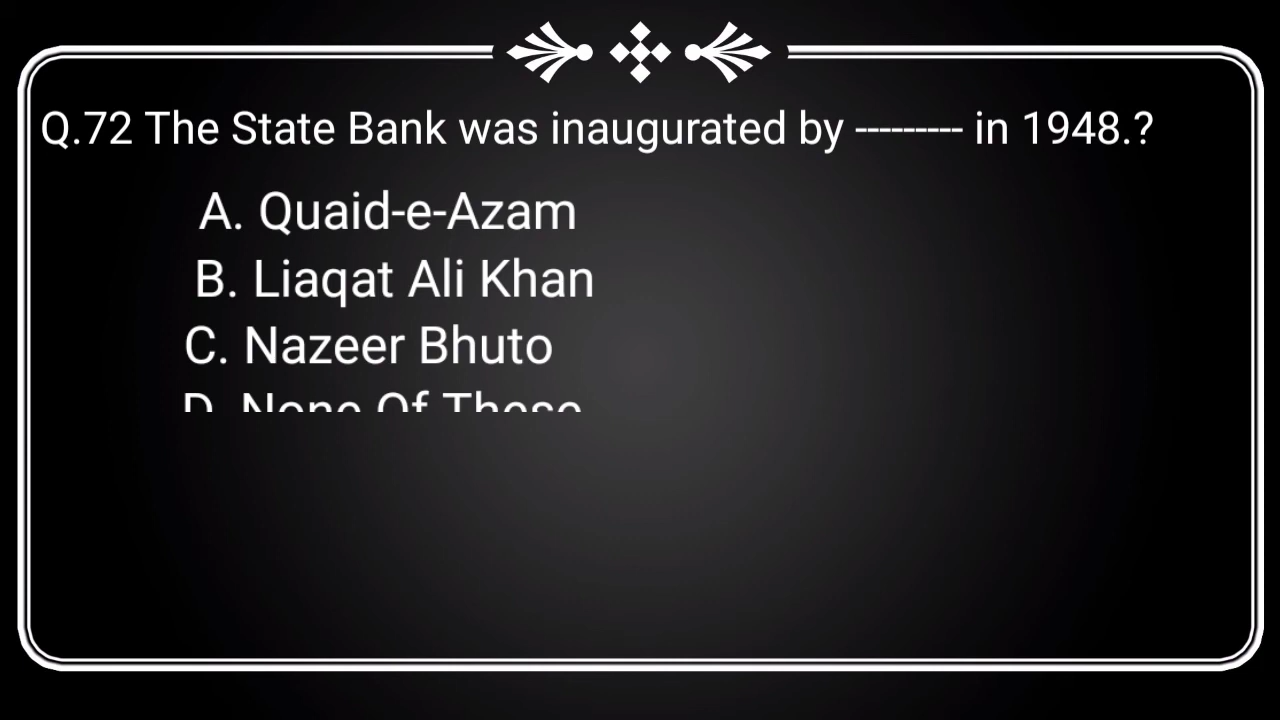 Q.72 The State Bank was inaugurated by --------- in 1948.?
A. Quaid-e-Azam
B. Liaqat Ali Khan
C. Nazeer Bhuto
D. None Of These